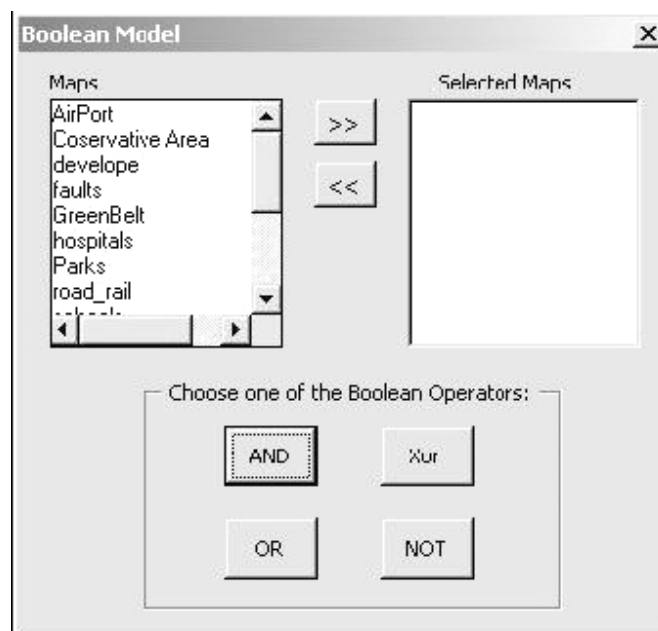 Boolean Model
Maps
Selected Maps
AirPort
Coservative Area
develope
faults
GreenBelt
hospitals
Parks
road_rail
>>
<<
Choose one of the Boolean Operators:
AND
Xor
OR
NOT